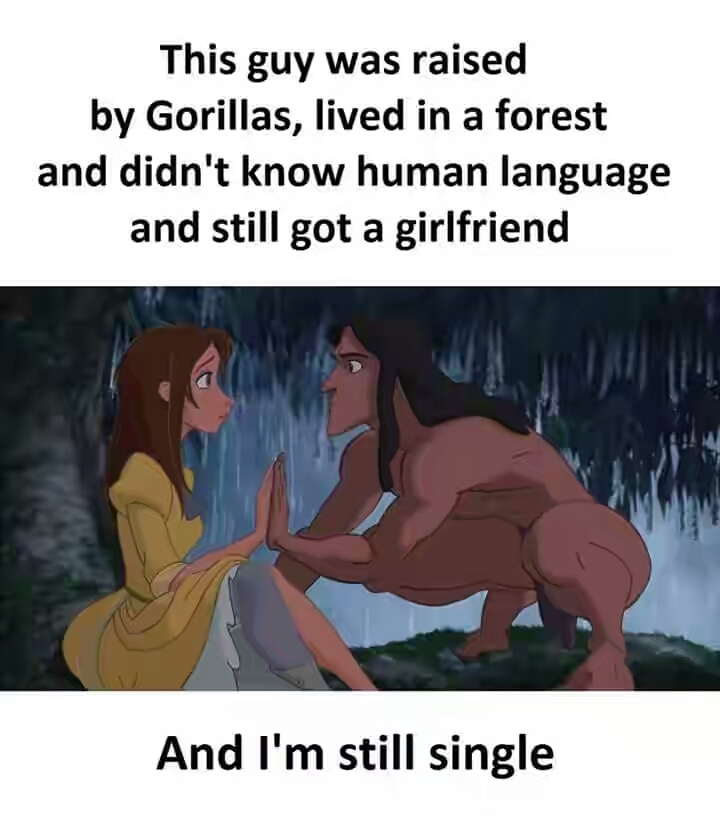 This guy was raised
by Gorillas, lived in a forest
and didn't know human language
and still got a girlfriend
And I'm still single